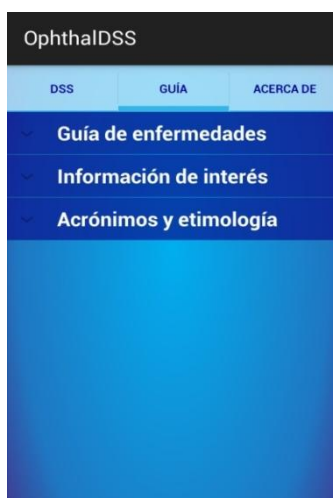 OphthalDSS
DSS GUÍA ACERCA DE
Guía de enfermedades
Información de interés
Acrónimos y etimología